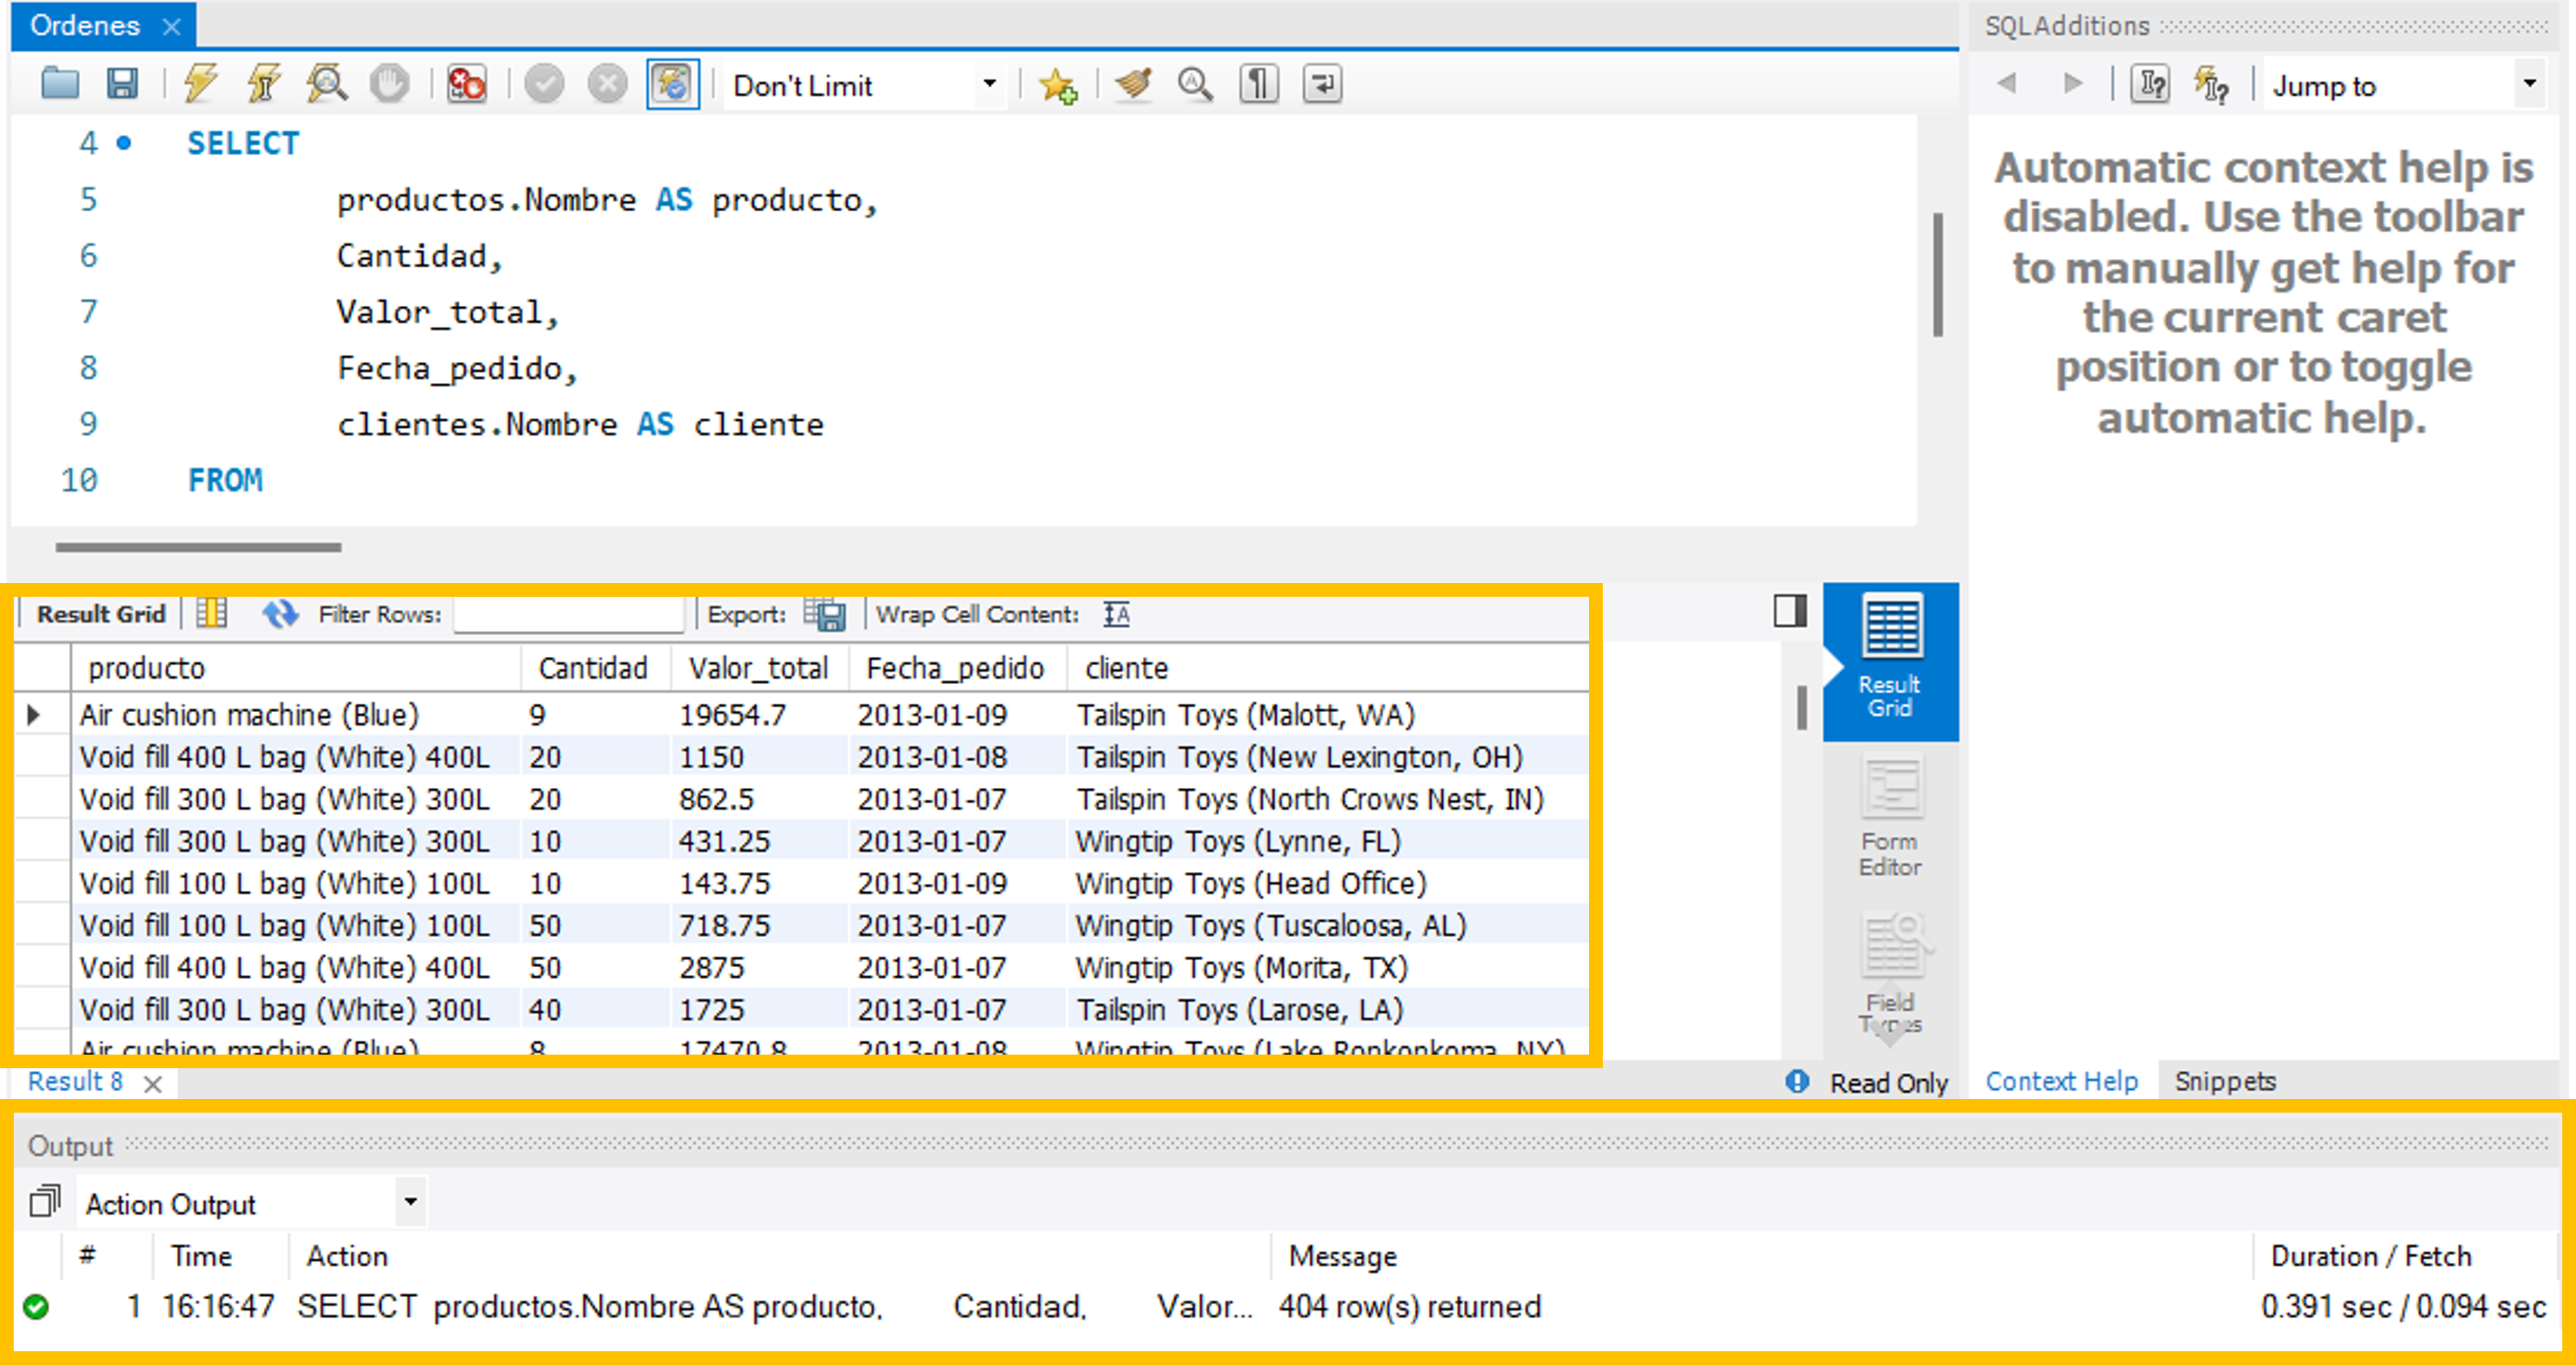 Ordenes
SQLAdditions
Don't Limit
Jump to
4 SELECT
5 productos.Nombre AS producto,
6 Cantidad,
7 Valor_total,
8 Fecha_pedido,
9 clientes.Nombre AS cliente
10 FROM
Automatic context help is
disabled. Use the toolbar
to manually get help for
the current caret
position or to toggle
automatic help.
Result Grid Filter Rows: Export: Wrap Cell Content:
producto Cantidad Valor_total Fecha_pedido cliente
Air cushion machine (Blue) 9 19654.7 2013-01-09 Tailspin Toys (Malott, WA)
Void fill 400 L bag (White) 400L 20 1150 2013-01-08 Tailspin Toys (New Lexington, OH)
Void fill 300 L bag (White) 300L 20 862.5 2013-01-07 Tailspin Toys (North Crows Nest, IN)
Void fill 300 L bag (White) 300L 10 431.25 2013-01-07 Wingtip Toys (Lynne, FL)
Void fill 100 L bag (White) 100L 10 143.75 2013-01-09 Wingtip Toys (Head Office)
Void fill 100 L bag (White) 100L 50 718.75 2013-01-07 Wingtip Toys (Tuscaloosa, AL)
Void fill 400 L bag (White) 400L 50 2875 2013-01-07 Wingtip Toys (Morita, TX)
Void fill 300 L bag (White) 300L 40 1725 2013-01-07 Tailspin Toys (Larose, LA)
Air cushion machine (Blue) 8 17470.8 2013-01-08 Wingtip Toys (Lake Ronkonkoma, NY)
Result
Grid
Form
Editor
Field
Types
Result 8
Read Only
Context Help Snippets
Output
Action Output
# Time Action Message Duration / Fetch
1 16:16:47 SELECT productos.Nombre AS producto, Cantidad, Valor... 404 row(s) returned 0.391 sec / 0.094 sec